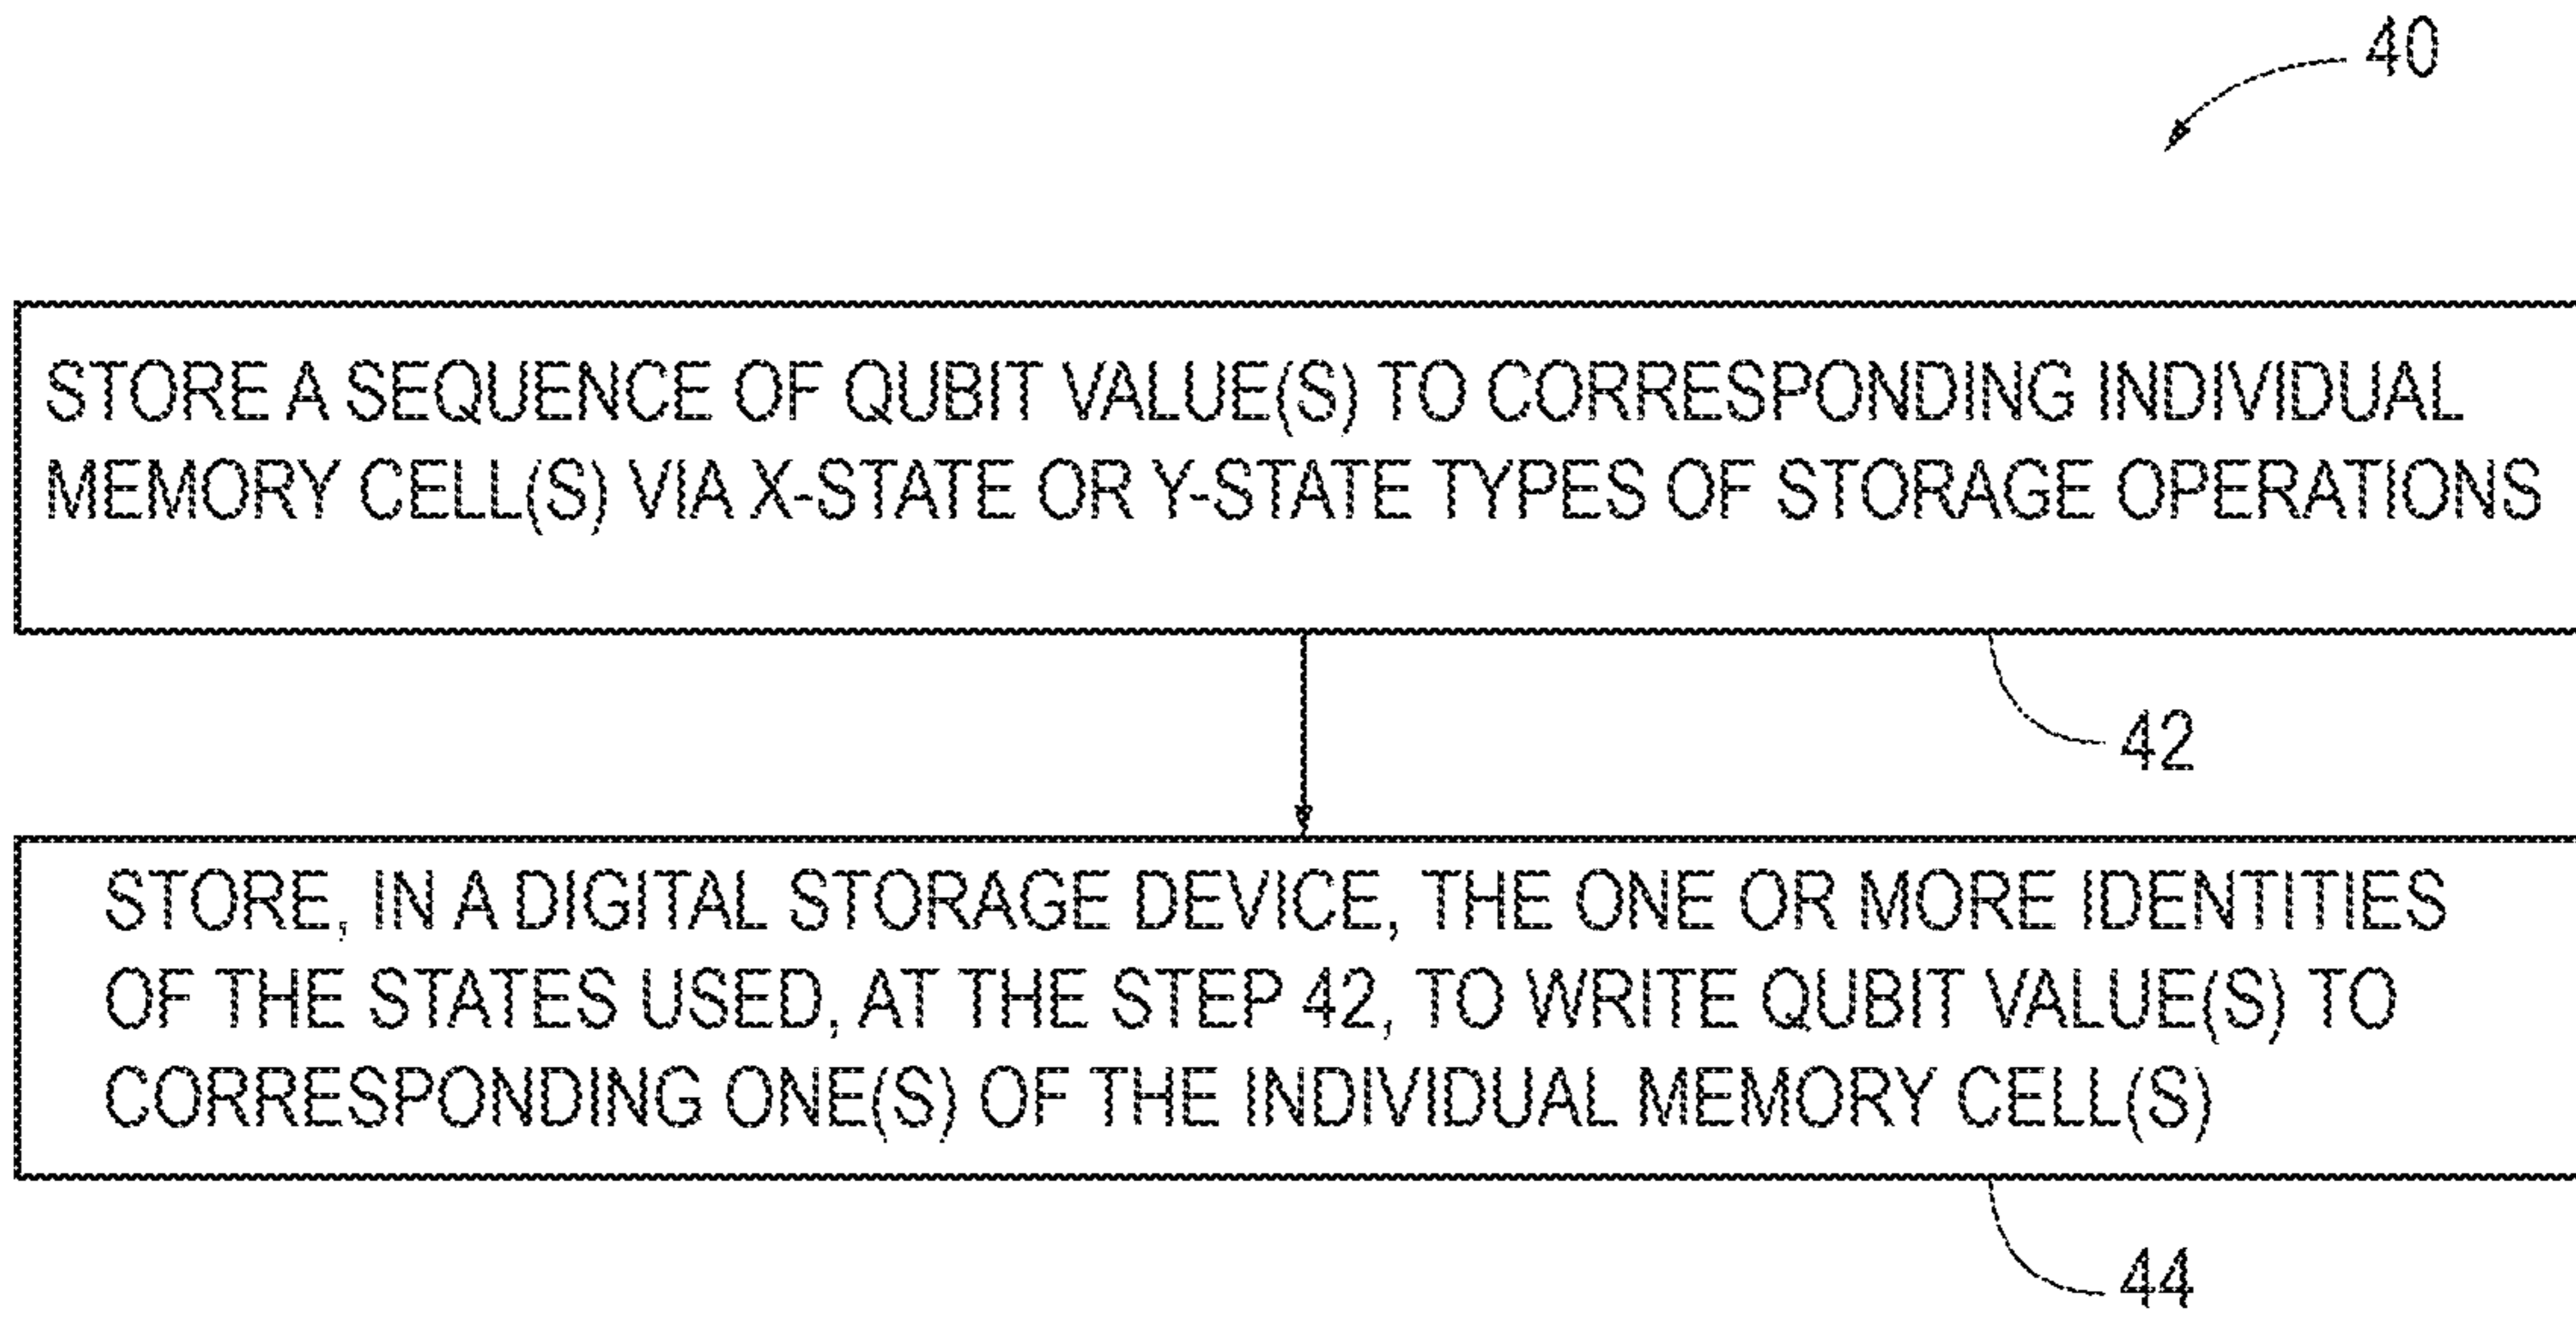 40
STORE A SEQUENCE OF QUBIT VALUE(S) TO CORRESPONDING INDIVIDUAL
MEMORY CELL(S) VIA X-STATE OR Y-STATE TYPES OF STORAGE OPERATIONS
42
STORE, IN A DIGITAL STORAGE DEVICE, THE ONE OR MORE IDENTITIES
OF THE STATES USED, AT THE STEP 42, TO WRITE QUBIT VALUE(S) TO
CORRESPONDING ONE(S) OF THE INDIVIDUAL MEMORY CELL(S)
44